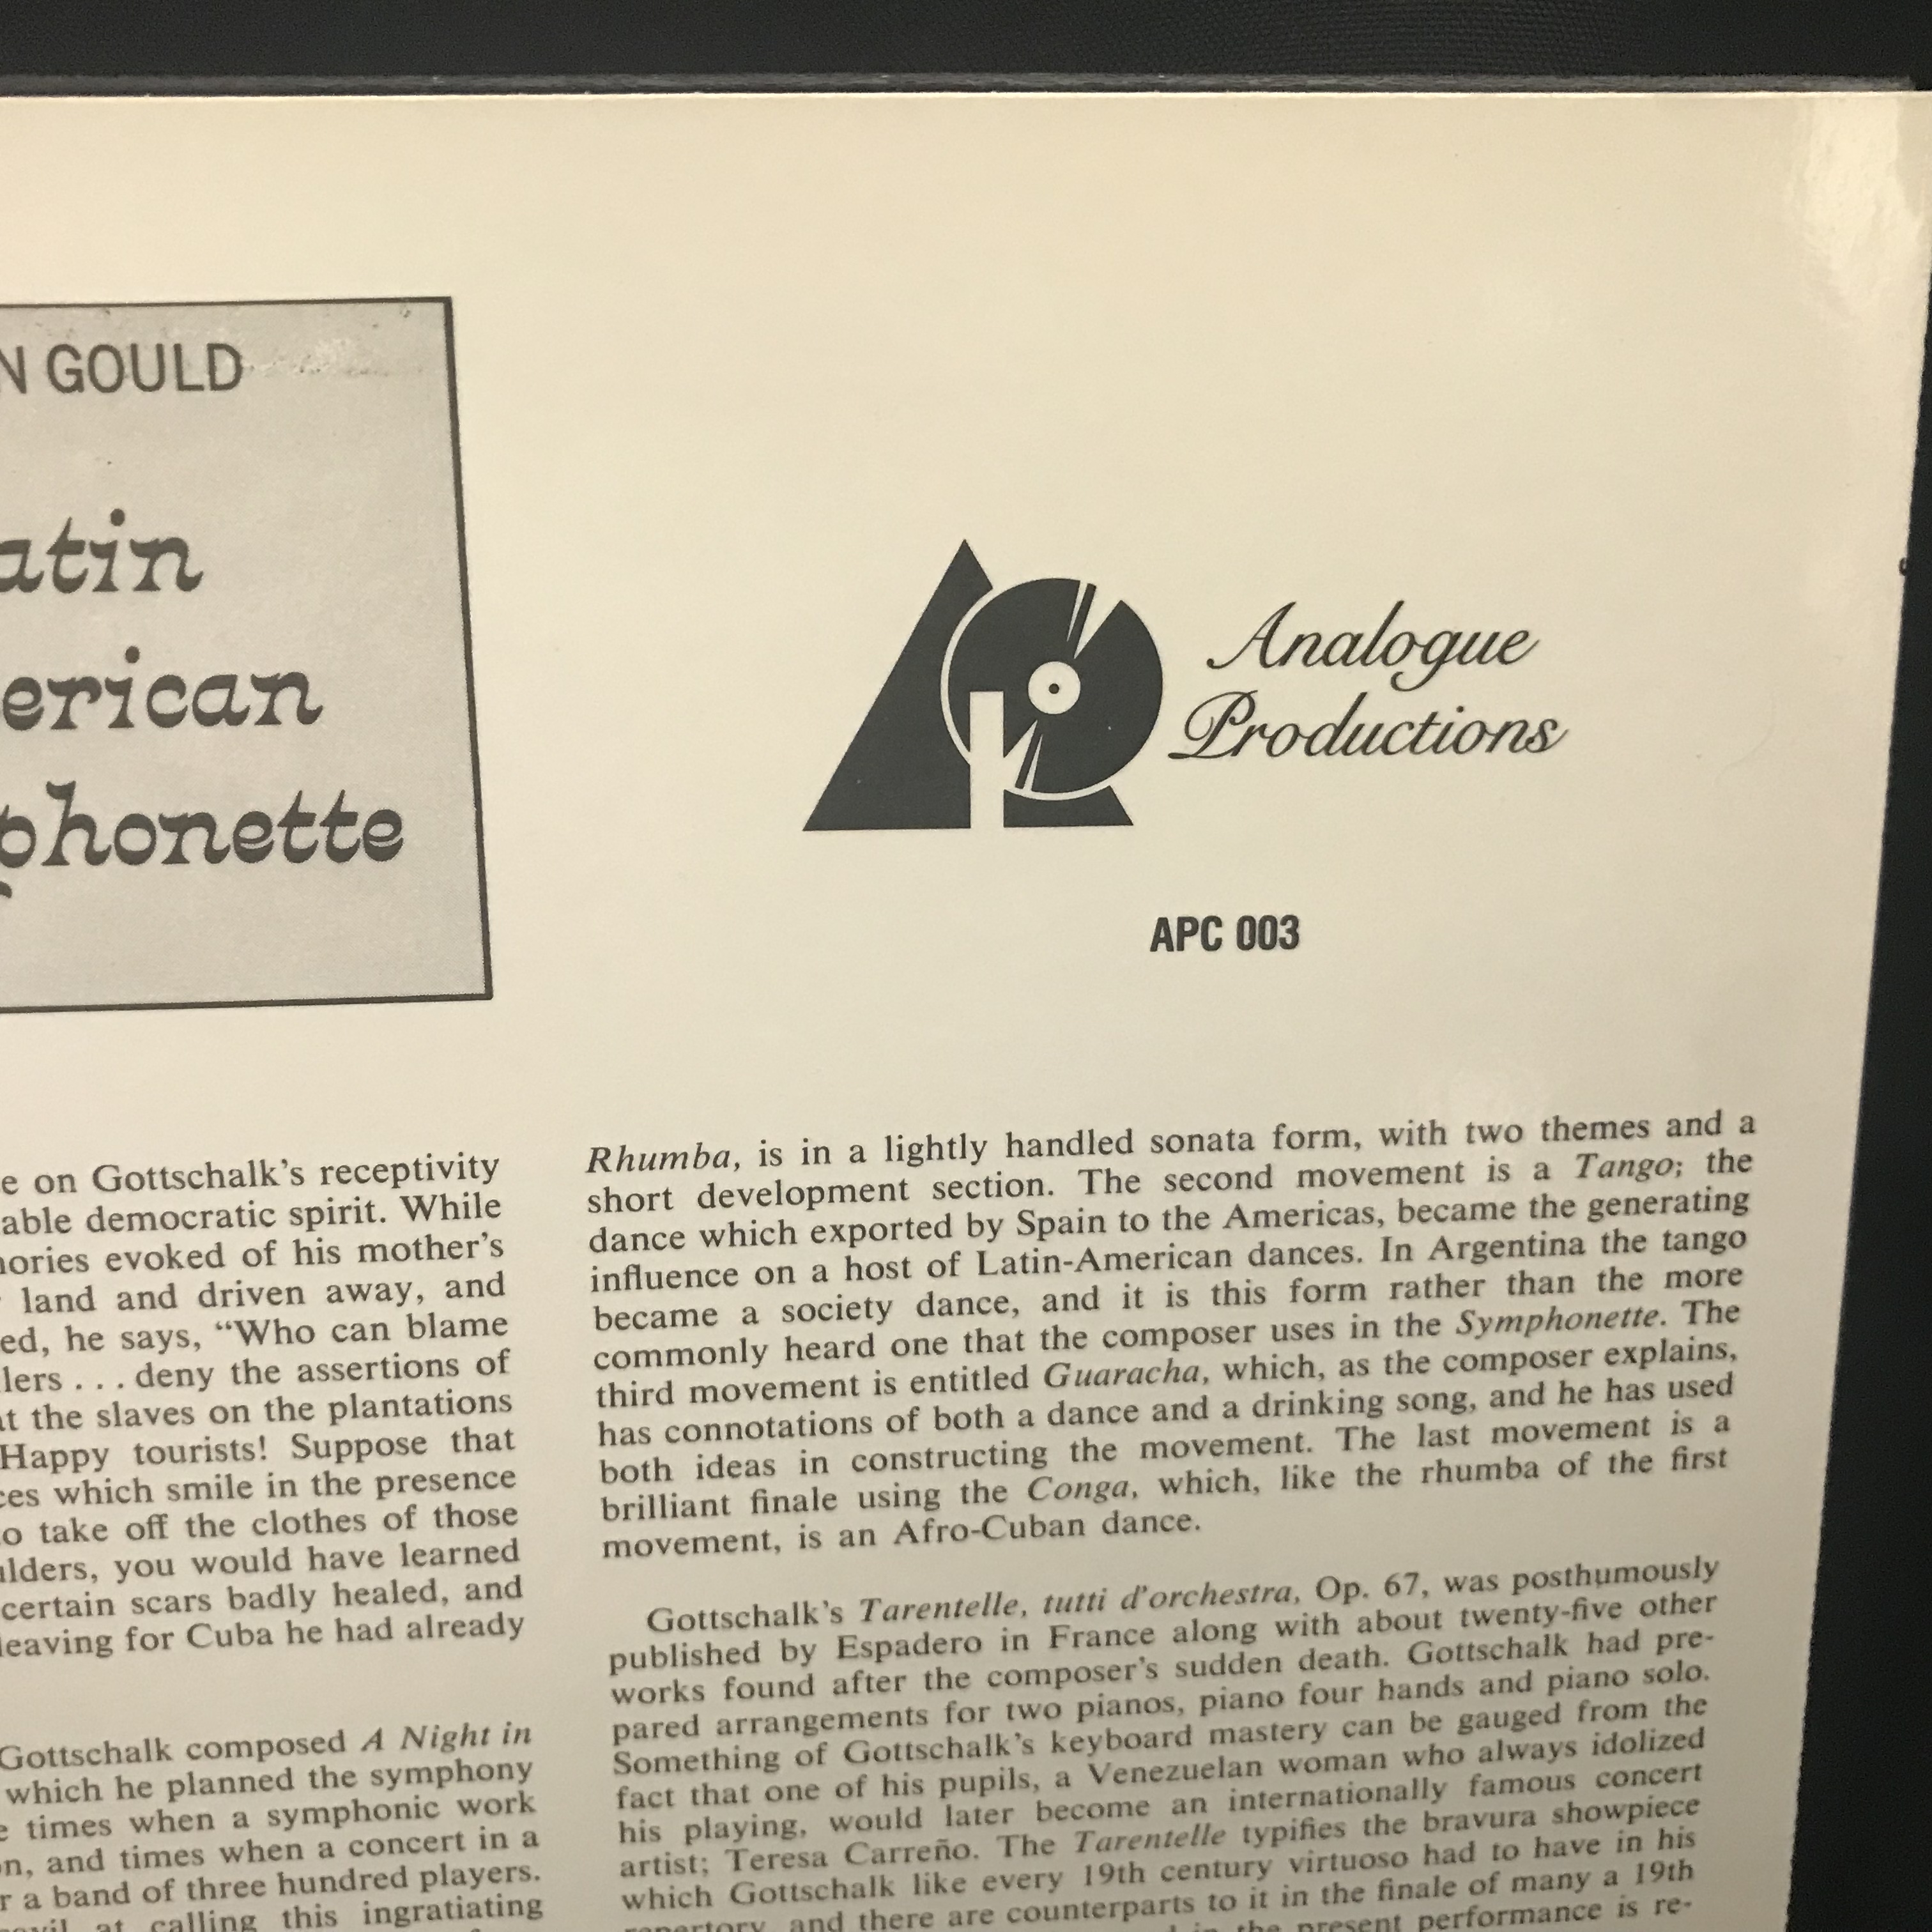 N GOULD
atin
erican
phonette
Analogue
Productions
APC 003
e on Gottschalk's receptivity
able democratic spirit. While
nories evoked of his mother's
land and driven away, and
ed, he says, “Who can blame
lers . . . deny the assertions of
at the slaves on the plantations
Happy tourists! Suppose that
ces which smile in the presence
o take off the clothes of those
ulders, you would have learned
certain scars badly healed, and
leaving for Cuba he had already
Gottschalk composed A Night in
which he planned the symphony
e times when a symphonic work
on, and times when a concert in a
r a band of three hundred players.
at calling this ingratiating
Rhumba, is in a lightly handled sonata form, with two themes and a
short development section. The second movement is a Tango; the
dance which exported by Spain to the Americas, became the generating
influence on a host of Latin-American dances. In Argentina the tango
became a society dance, and it is this form rather than the more
commonly heard one that the composer uses in the Symphonette. The
third movement is entitled Guaracha, which, as the composer explains,
has connotations of both a dance and a drinking song, and he has used
both ideas in constructing the movement. The last movement is a
brilliant finale using the Conga, which, like the rhumba of the first
movement, is an Afro-Cuban dance.
Gottschalk's Tarentelle, tutti d'orchestra, Op. 67, was posthumously
published by Espadero in France along with about twenty-five other
works found after the composer's sudden death. Gottschalk had pre-
pared arrangements for two pianos, piano four hands and piano solo.
Something of Gottschalk's keyboard mastery can be gauged from the
fact that one of his pupils, a Venezuelan woman who always idolized
his playing, would later become an internationally famous concert
artist; Teresa Carreño. The Tarentelle typifies the bravura showpiece
which Gottschalk like every 19th century virtuoso had to have in his
repertory, and there are counterparts to it in the finale of many a 19th
in the present performance is re-